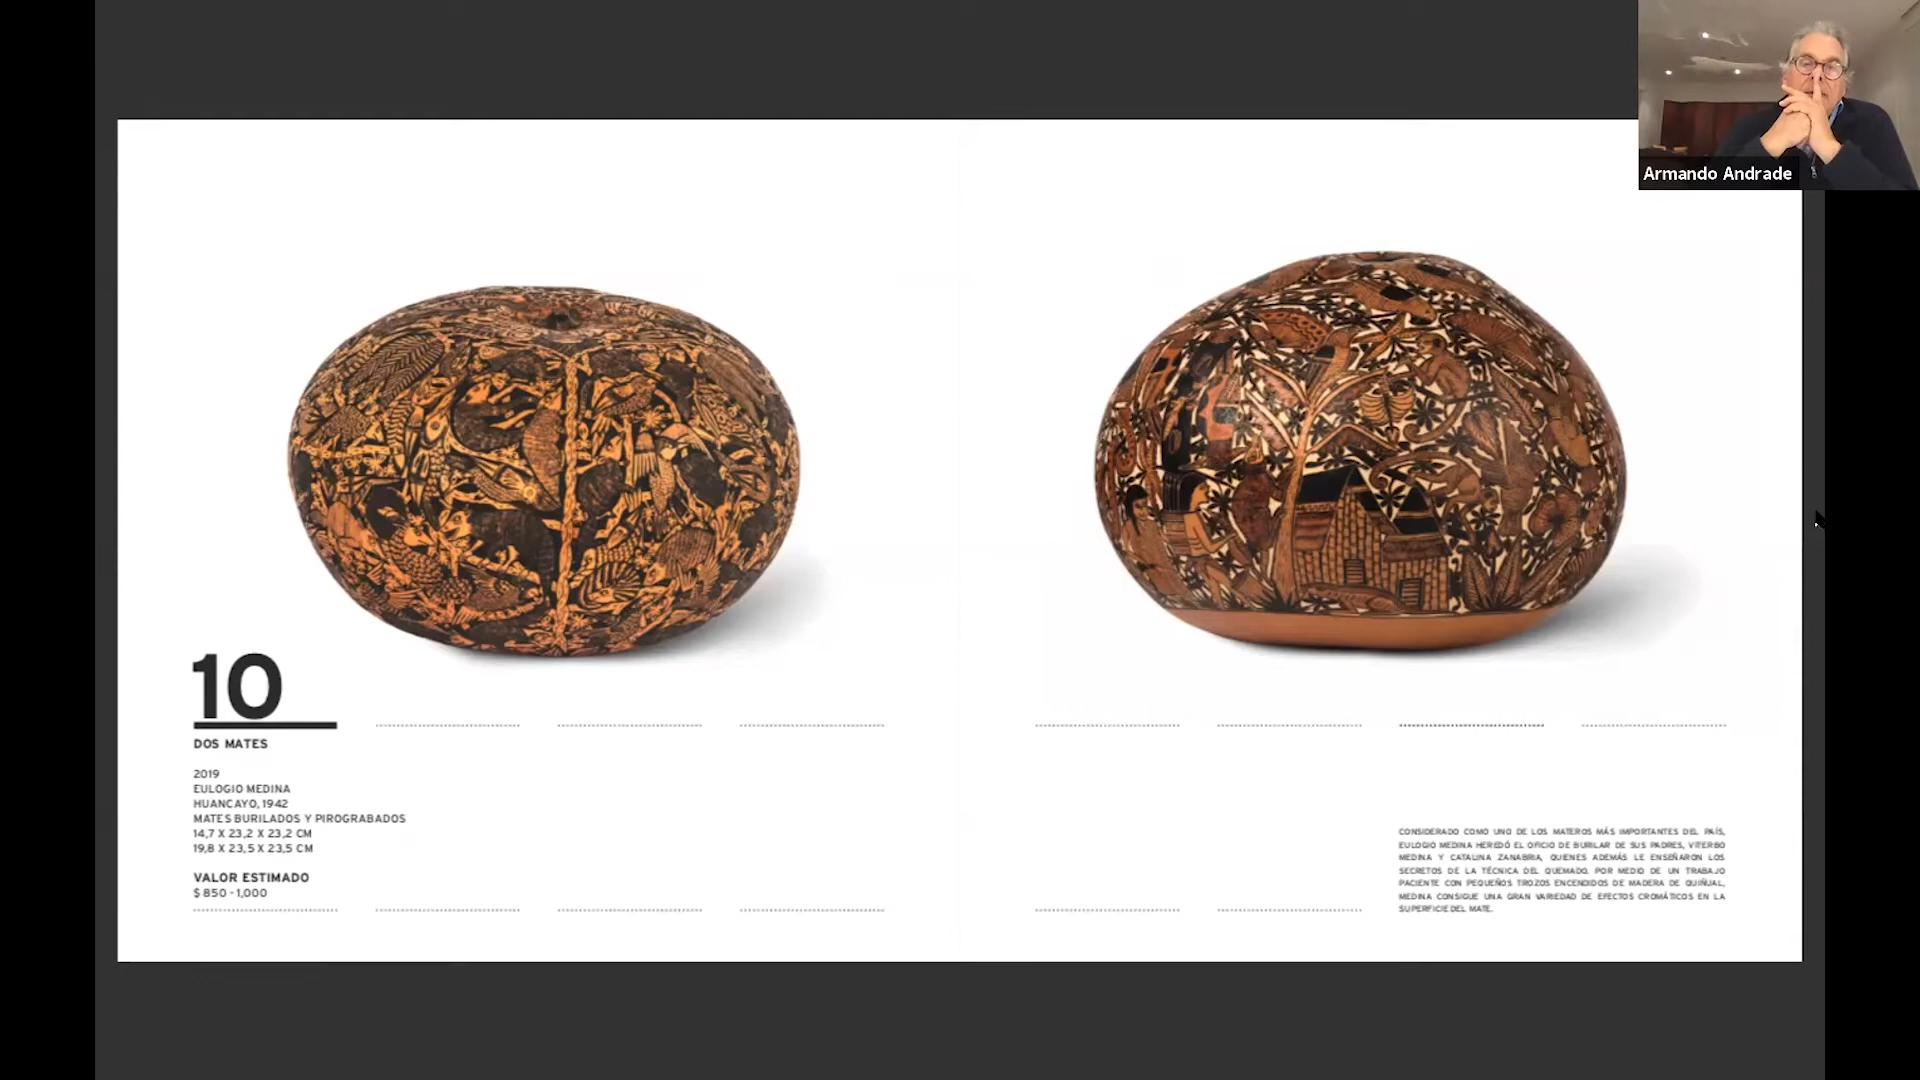 Armando Andrade
10
DOS MATES
2019
EULOGIO MEDINA
HUANCAYO, 1942
MATES BURILADOS Y PIROGRABADOS
14,7 X 23,2 X 23,2 CM
19,8 X 23,5 X 23,5 CM
VALOR ESTIMADO
$ 850 - 1,000
CONSIDERADO COMO UNO DE LOS MATEROS MÁS IMPORTANTES DEL PAÍS,
EULOGIO MEDINA HEREDÓ EL OFICIO DE BURILAR DE SUS PADRES, VITERBO
MEDINA Y CATALINA ZANABRIA, QUIENES ADEMÁS LE ENSEÑARON LOS
SECRETOS DE LA TÉCNICA DEL QUEMADO. POR MEDIO DE UN TRABAJO
PACIENTE CON PEQUEÑOS TROZOS ENCENDIDOS DE MADERA DE QUIÑUAL,
MEDINA CONSIGUE UNA GRAN VARIEDAD DE EFECTOS CROMÁTICOS EN LA
SUPERFICIE DEL MATE.